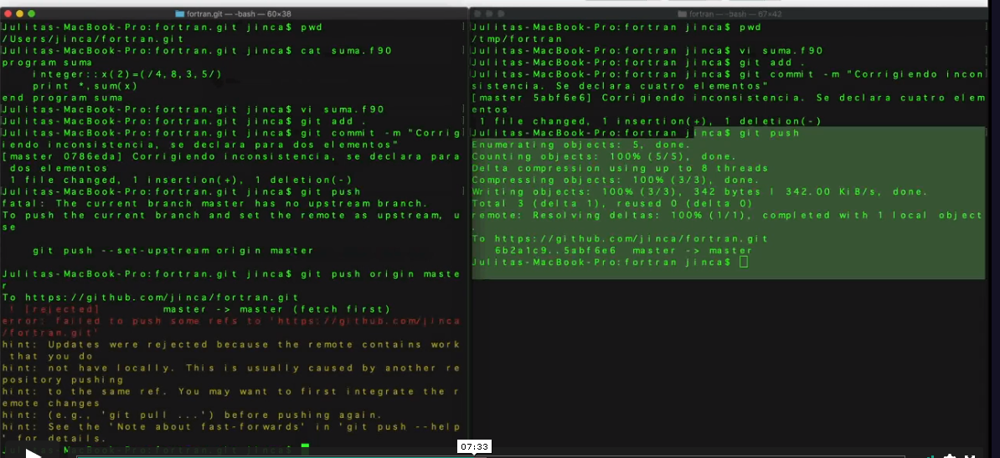 fortran.git — -bash — 60×38
Julitas-MacBook-Pro:fortran.git jinca$ pwd
/Users/jinca/fortran.git
Julitas-MacBook-Pro:fortran.git jinca$ cat suma.f90
program suma
integer::x(2)=(/4,8,3,5/)
print *,sum(x)
end program suma
Julitas-MacBook-Pro:fortran.git jinca$ vi suma.f90
Julitas-MacBook-Pro:fortran.git jinca$ git add .
Julitas-MacBook-Pro:fortran.git jinca$ git commit -m "Corrig
iendo inconsistencia, se declara para dos elementos"
[master 0786eda] Corrigiendo inconsistencia, se declara para
dos elementos
1 file changed, 1 insertion(+), 1 deletion(-)
Julitas-MacBook-Pro:fortran.git jinca$ git push
fatal: The current branch master has no upstream branch.
To push the current branch and set the remote as upstream, u
se
git push --set-upstream origin master
Julitas-MacBook-Pro:fortran.git jinca$ git push origin maste
r
To https://github.com/jinca/fortran.git
! [rejected] master -> master (fetch first)
error: failed to push some refs to 'https://github.com/jinca
/fortran.git'
hint: Updates were rejected because the remote contains work
that you do
hint: not have locally. This is usually caused by another re
pository pushing
hint: to the same ref. You may want to first integrate the r
emote changes
hint: (e.g., 'git pull ...') before pushing again.
hint: See the 'Note about fast-forwards' in 'git push --help
' for details.
fortran — -bash — 67×42
Julitas-MacBook-Pro:fortran jinca$ pwd
/tmp/fortran
Julitas-MacBook-Pro:fortran jinca$ vi suma.f90
Julitas-MacBook-Pro:fortran jinca$ git add .
Julitas-MacBook-Pro:fortran jinca$ git commit -m "Corrigiendo incon
sistencia. Se declara cuatro elementos"
[master 5abf6e6] Corrigiendo inconsistencia. Se declara cuatro elem
entos
1 file changed, 1 insertion(+), 1 deletion(-)
Julitas-MacBook-Pro:fortran jinca$ git push
Enumerating objects: 5, done.
Counting objects: 100% (5/5), done.
Delta compression using up to 8 threads
Compressing objects: 100% (3/3), done.
Writing objects: 100% (3/3), 342 bytes | 342.00 KiB/s, done.
Total 3 (delta 1), reused 0 (delta 0)
remote: Resolving deltas: 100% (1/1), completed with 1 local object
.
To https://github.com/jinca/fortran.git
6b2a1c9..5abf6e6 master -> master
Julitas-MacBook-Pro:fortran jinca$
07:33